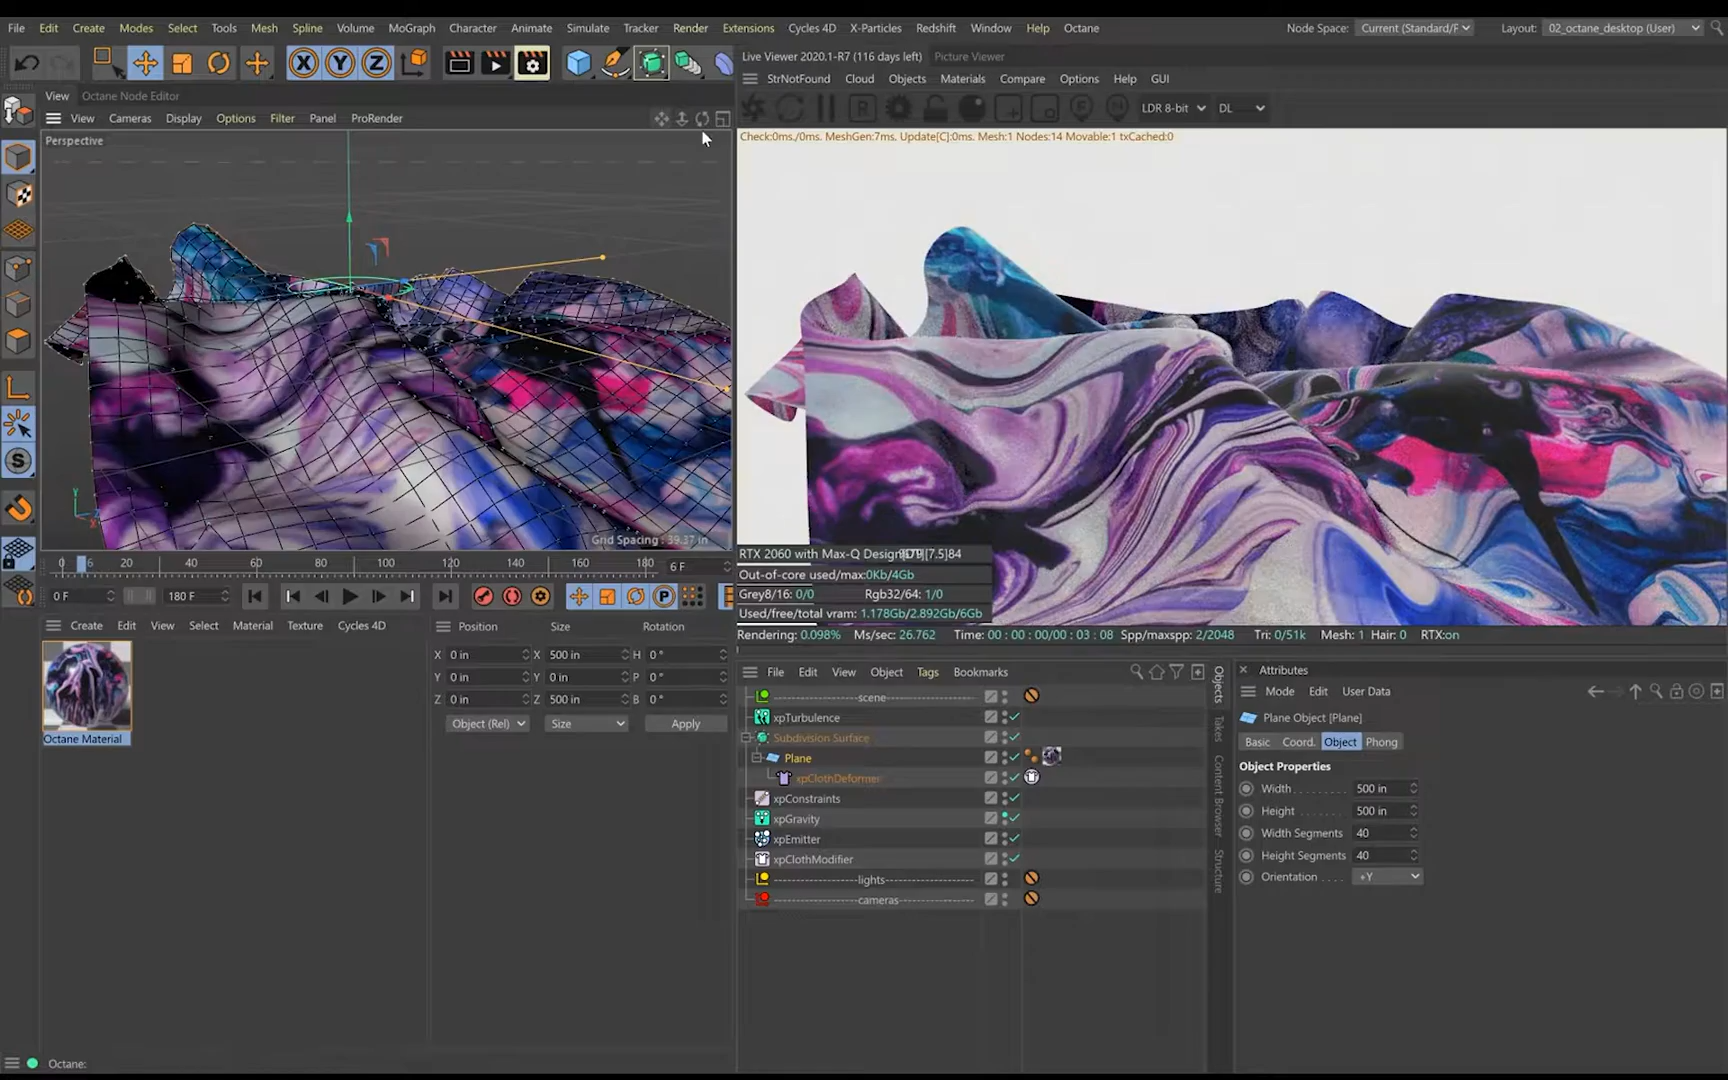 File Edit Create Modes Select Tools Mesh Spline Volume MoGraph Character Animate Simulate Tracker Render Extensions Cycles 4D X-Particles Redshift Window Help Octane Node Space: Current (Standard/F Layout: 02_octane_desktop (User)
Live Viewer 2020.1-R7 (116 days left) Picture Viewer
StrNotFound Cloud Objects Materials Compare Options Help GUI
X Y Z
View Octane Node Editor
LDR 8-bit DL
View Cameras Display Options Filter Panel ProRender
Perspective
Check:0ms./0ms. MeshGen:7ms. Update[C]:0ms. Mesh:1 Nodes:14 Movable:1 txCached:0
Y
X
Grid Spacing : 39.37 in
RTX 2060 with Max-Q Design
Out-of-core used/max:0Kb/4Gb
Grey8/16: 0/0 Rgb32/64: 1/0
Used/free/total vram: 1.178Gb/2.892Gb/6Gb
Rendering: 0.098% Ms/sec: 26.762 Time: 00 : 00 : 00/00 : 03 : 08 Spp/maxspp: 2/2048 Tri: 0/51k Mesh: 1 Hair: 0 RTX:on
0 6 20 40 60 80 100 120 140 160 180 6 F
0 F 180 F
Create Edit View Select Material Texture Cycles 4D
Octane Material
Position Size Rotation
X 0 in X 500 in H 0 °
Y 0 in Y 0 in P 0 °
Z 0 in Z 500 in B 0 °
Object (Rel) Size Apply
File Edit View Object Tags Bookmarks
scene
xpTurbulence
Subdivision Surface
Plane
xpClothDeformer
xpConstraints
xpGravity
xpEmitter
xpClothModifier
lights
cameras
Objects
Takes
Content Browser
Structure
Attributes
Mode Edit User Data
Plane Object [Plane]
Basic Coord. Object Phong
Object Properties
Width 500 in
Height 500 in
Width Segments 40
Height Segments 40
Orientation +Y
Octane: